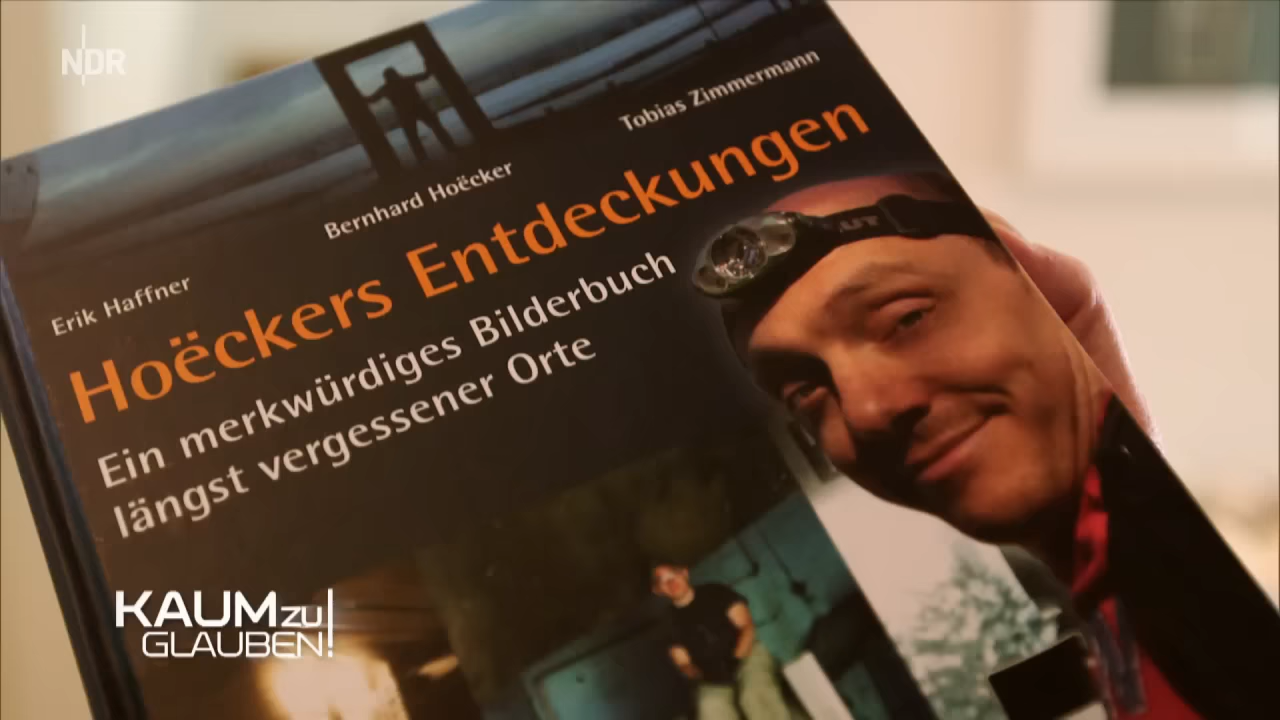 NDR
Tobias Zimmermann
Bernhard Hoëcker
Erik Haffner
Hoëckers Entdeckungen
Ein merkwürdiges Bilderbuch
längst vergessener Orte
KAUM ZU
GLAUBEN!